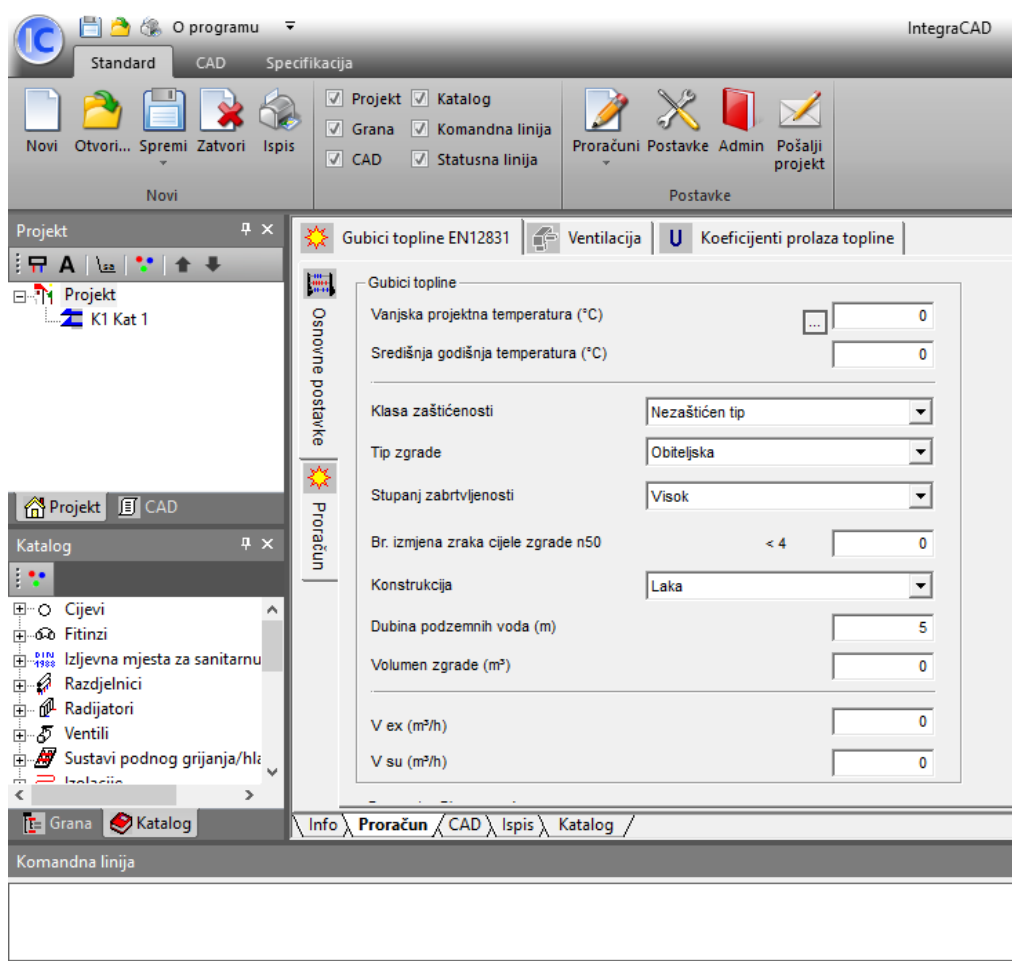 IC O programu IntegraCAD
Standard CAD Specifikacija
Projekt Katalog
Grana Komandna linija
CAD Statusna linija
Novi Otvori... Spremi Zatvori Ispis
Proračuni Postavke Admin Pošalji projekt
Novi Postavke
Projekt
A
Projekt
K1 Kat 1
Projekt CAD
Katalog
Cijevi
Fitinzi
DIN 1988 Izljevna mjesta za sanitarnu
Razdjelnici
Radijatori
Ventili
Sustavi podnog grijanja/hla
Izolacije
Grana Katalog
Gubici topline EN12831 Ventilacija U Koeficijenti prolaza topline
Osnovne postavke
Proračun
Gubici topline
Vanjska projektna temperatura (°C) ... 0
Središnja godišnja temperatura (°C) 0
Klasa zaštićenosti Nezaštićen tip
Tip zgrade Obiteljska
Stupanj zabrtvljenosti Visok
Br. izmjena zraka cijele zgrade n50 < 4 0
Konstrukcija Laka
Dubina podzemnih voda (m) 5
Volumen zgrade (m³) 0
V ex (m³/h) 0
V su (m³/h) 0
Info Proračun CAD Ispis Katalog
Komandna linija